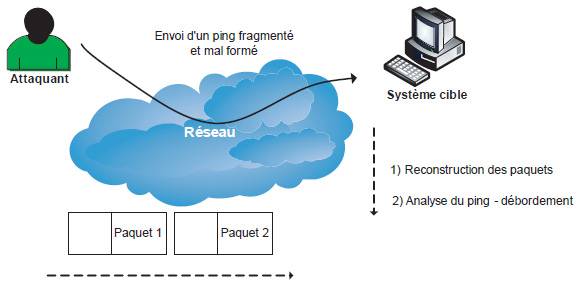 Envoi d'un ping fragmenté
et mal formé
Attaquant
Système cible
Réseau
1) Reconstruction des paquets
2) Analyse du ping - débordement
Paquet 1
Paquet 2